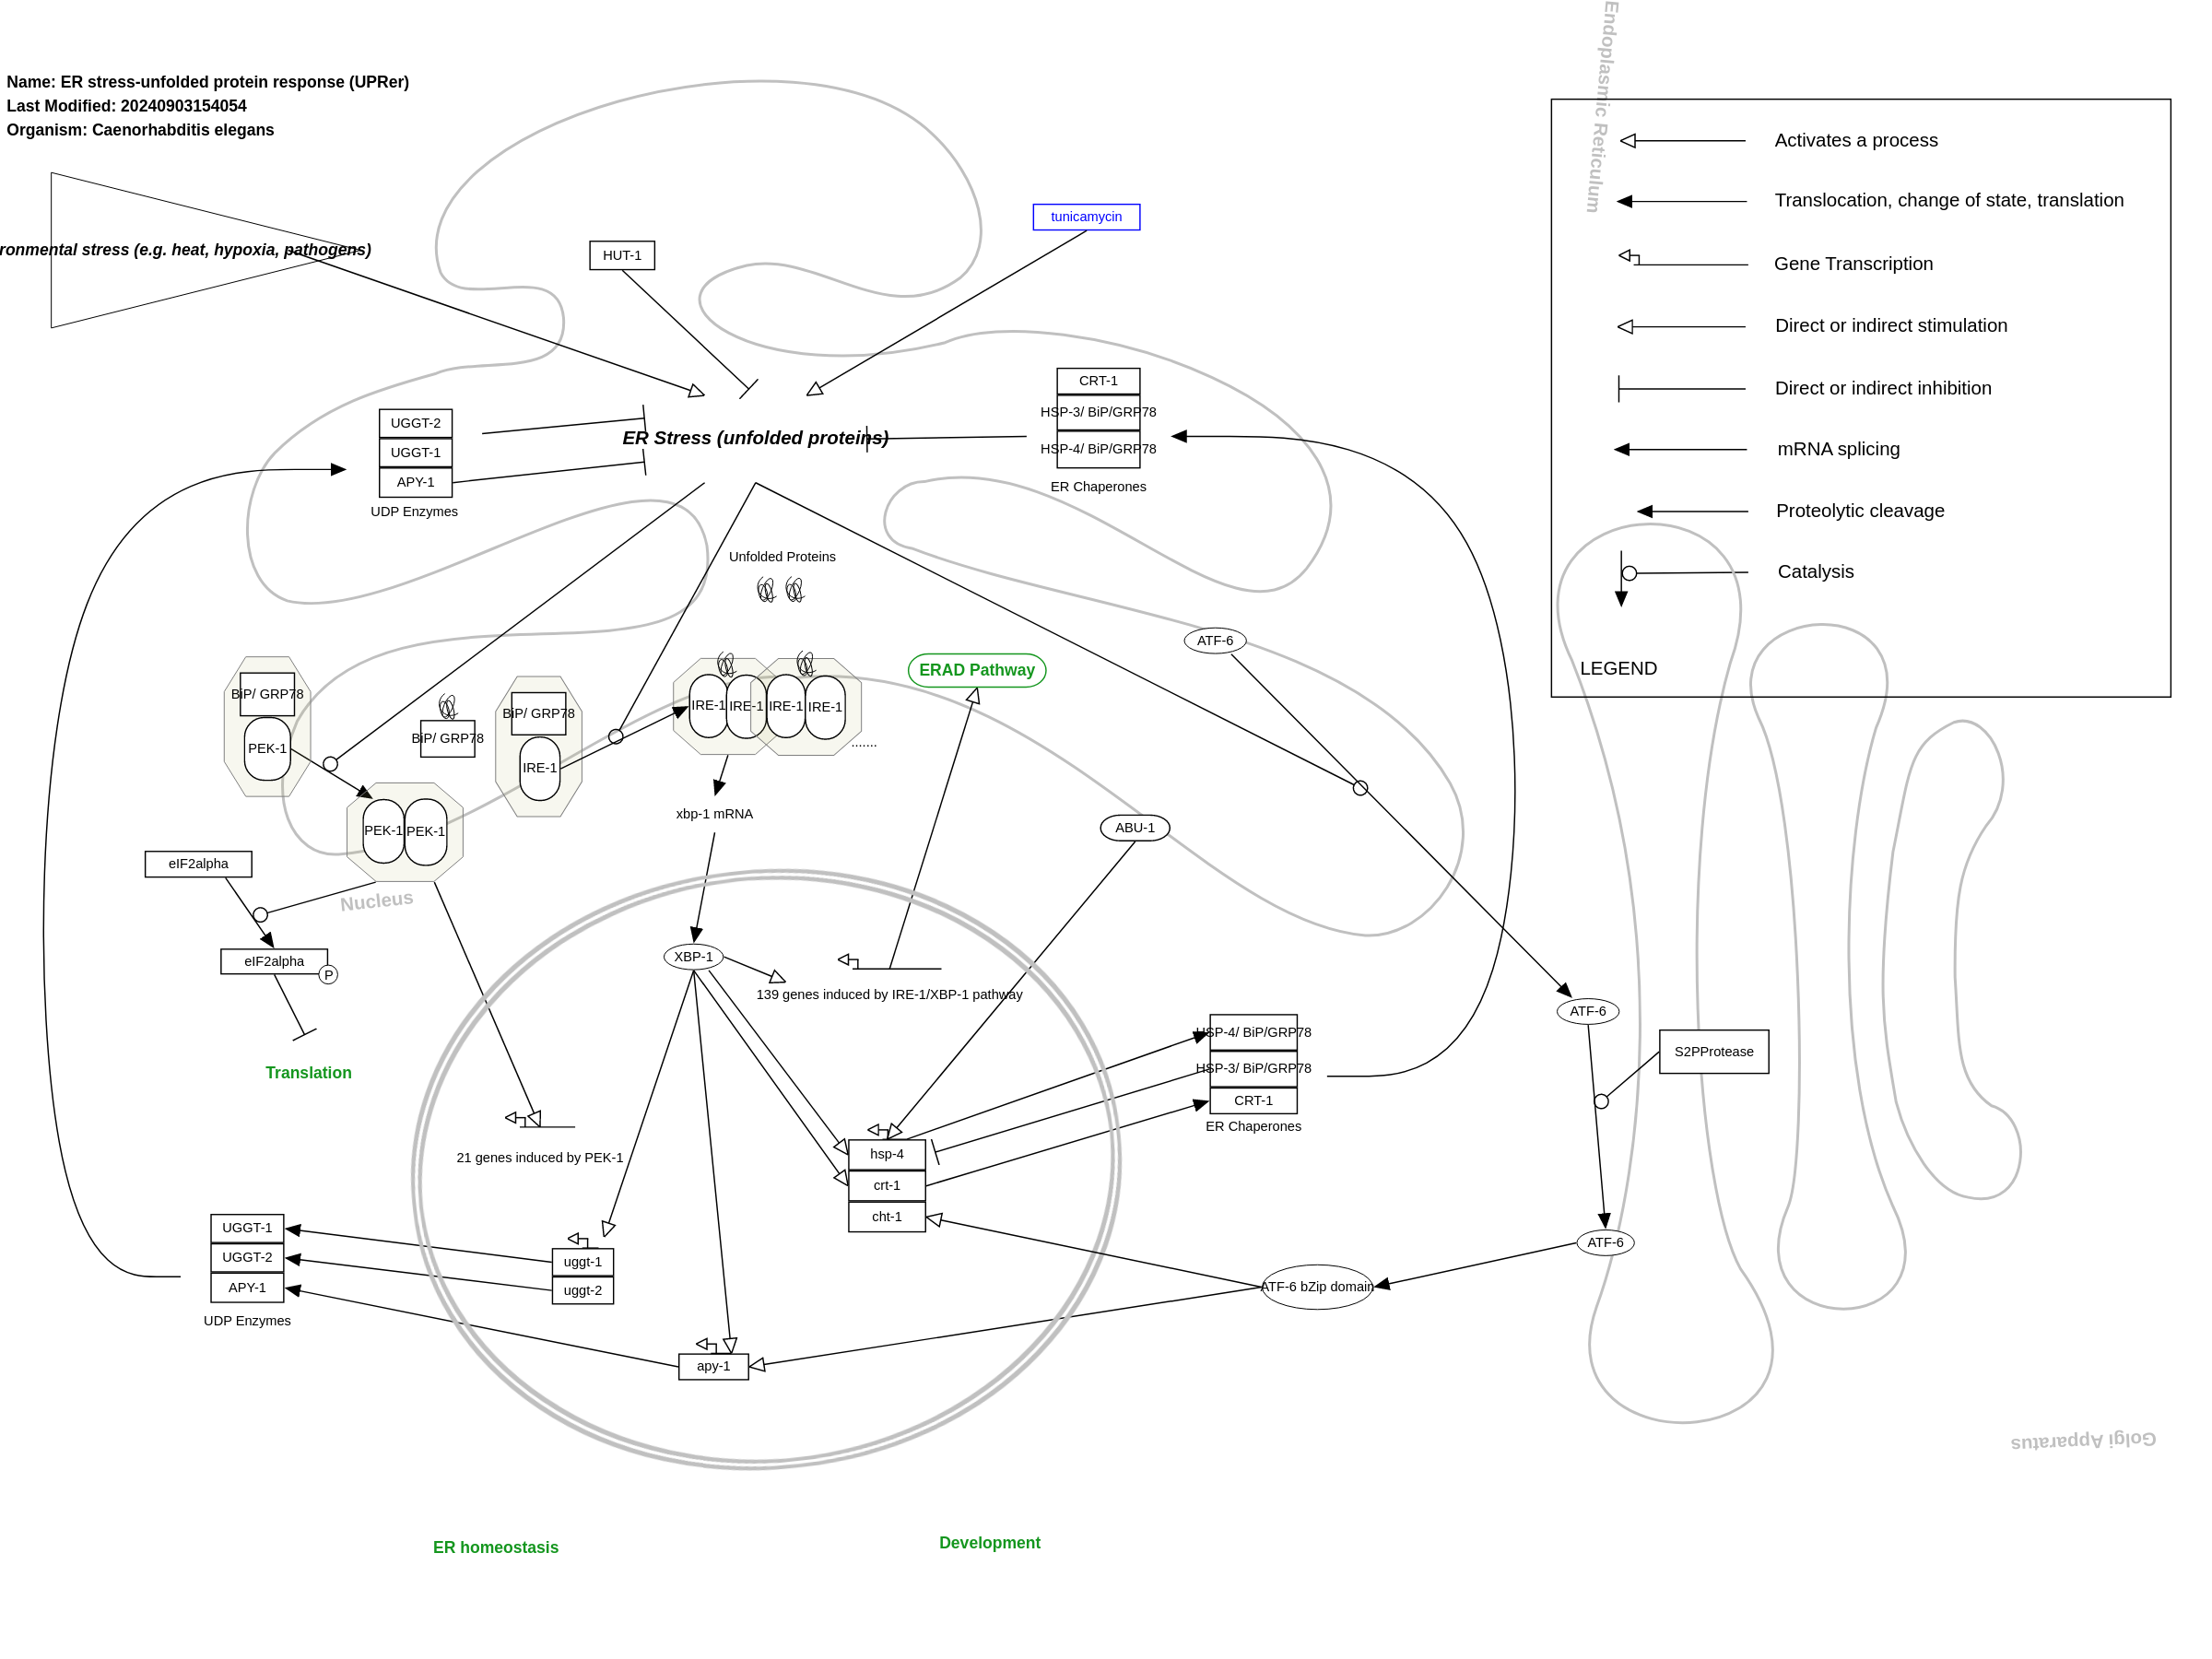 Name: ER stress-unfolded protein response (UPRer)
Last Modified: 20240903154054
Organism: Caenorhabditis elegans
ronmental stress (e.g. heat, hypoxia, pathogens)
HUT-1
tunicamycin
Endoplasmic Reticulum
Activates a process
Translocation, change of state, translation
Gene Transcription
Direct or indirect stimulation
Direct or indirect inhibition
mRNA splicing
Proteolytic cleavage
Catalysis
LEGEND
UGGT-2
UGGT-1
APY-1
UDP Enzymes
ER Stress (unfolded proteins)
CRT-1
HSP-3/ BiP/GRP78
HSP-4/ BiP/GRP78
ER Chaperones
Unfolded Proteins
ATF-6
ERAD Pathway
BiP/ GRP78
PEK-1
BiP/ GRP78
BiP/ GRP78
IRE-1
IRE-1
IRE-1
IRE-1
IRE-1
.......
PEK-1
PEK-1
xbp-1 mRNA
ABU-1
eIF2alpha
Nucleus
eIF2alpha
P
Translation
XBP-1
139 genes induced by IRE-1/XBP-1 pathway
ATF-6
S2PProtease
HSP-4/ BiP/GRP78
HSP-3/ BiP/GRP78
CRT-1
ER Chaperones
21 genes induced by PEK-1
hsp-4
crt-1
cht-1
UGGT-1
UGGT-2
APY-1
UDP Enzymes
uggt-1
uggt-2
ATF-6
ATF-6 bZip domain
apy-1
Golgi Apparatus
ER homeostasis
Development